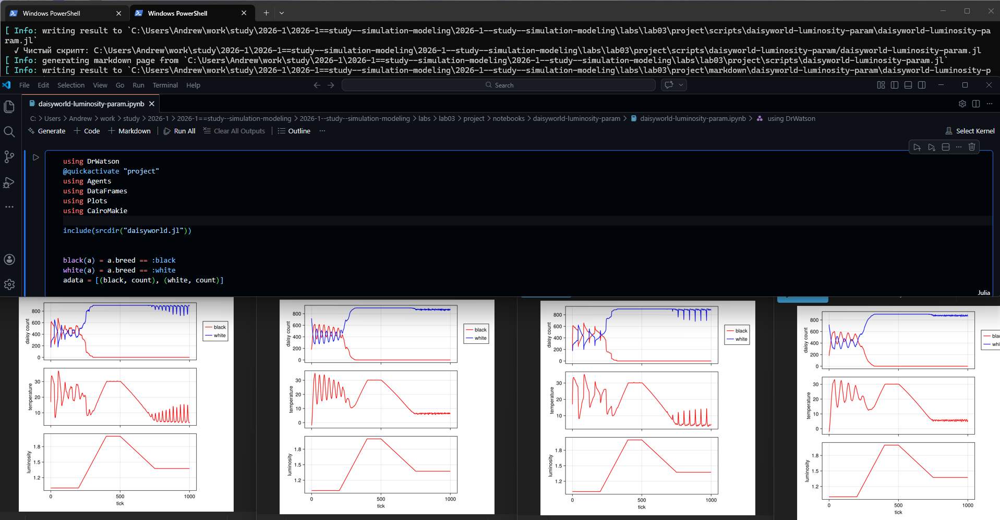 Windows PowerShell
Windows PowerShell
[ Info: writing result to `C:\Users\Andrew\work\study\2026-1\2026-1==study--simulation-modeling\2026-1--study--simulation-modeling\labs\lab03\project\scripts\daisyworld-luminosity-param\daisyworld-luminosity-pa
ram.jl`
✓ Чистый скрипт: C:\Users\Andrew\work\study\2026-1\2026-1==study--simulation-modeling\2026-1--study--simulation-modeling\labs\lab03\project\scripts\daisyworld-luminosity-param/daisyworld-luminosity-param.jl
[ Info: generating markdown page from `C:\Users\Andrew\work\study\2026-1\2026-1==study--simulation-modeling\2026-1--study--simulation-modeling\labs\lab03\project\scripts\daisyworld-luminosity-param.jl`
[ Info: writing result to `C:\Users\Andrew\work\study\2026-1\2026-1==study--simulation-modeling\2026-1--study--simulation-modeling\labs\lab03\project\markdown\daisyworld-luminosity-param\daisyworld-luminosity-p
File Edit Selection View Go Run Terminal Help
Search
daisyworld-luminosity-param.ipynb
C: > Users > Andrew > work > study > 2026-1 > 2026-1==study--simulation-modeling > 2026-1--study--simulation-modeling > labs > lab03 > project > notebooks > daisyworld-luminosity-param > daisyworld-luminosity-param.ipynb > using DrWatson
Generate + Code + Markdown Run All Clear All Outputs Outline ...
Select Kernel
using DrWatson
@quickactivate "project"
using Agents
using DataFrames
using Plots
using CairoMakie
include(srcdir("daisyworld.jl"))
black(a) = a.breed == :black
white(a) = a.breed == :white
adata = [(black, count), (white, count)]
Julia
daisy count
800
600
400
200
0
black
white
temperature
30
20
10
luminosity
1.8
1.5
1.2
0 500 1000
tick
daisy count
800
600
400
200
0
black
white
temperature
30
20
10
0
luminosity
1.8
1.5
1.2
0 500 1000
tick
daisy count
800
600
400
200
0
black
white
temperature
30
20
10
luminosity
1.8
1.5
1.2
0 500 1000
tick
daisy count
800
600
400
200
0
blac
whi
temperature
30
20
10
0
luminosity
1.8
1.5
1.2
0 500 1000
tick